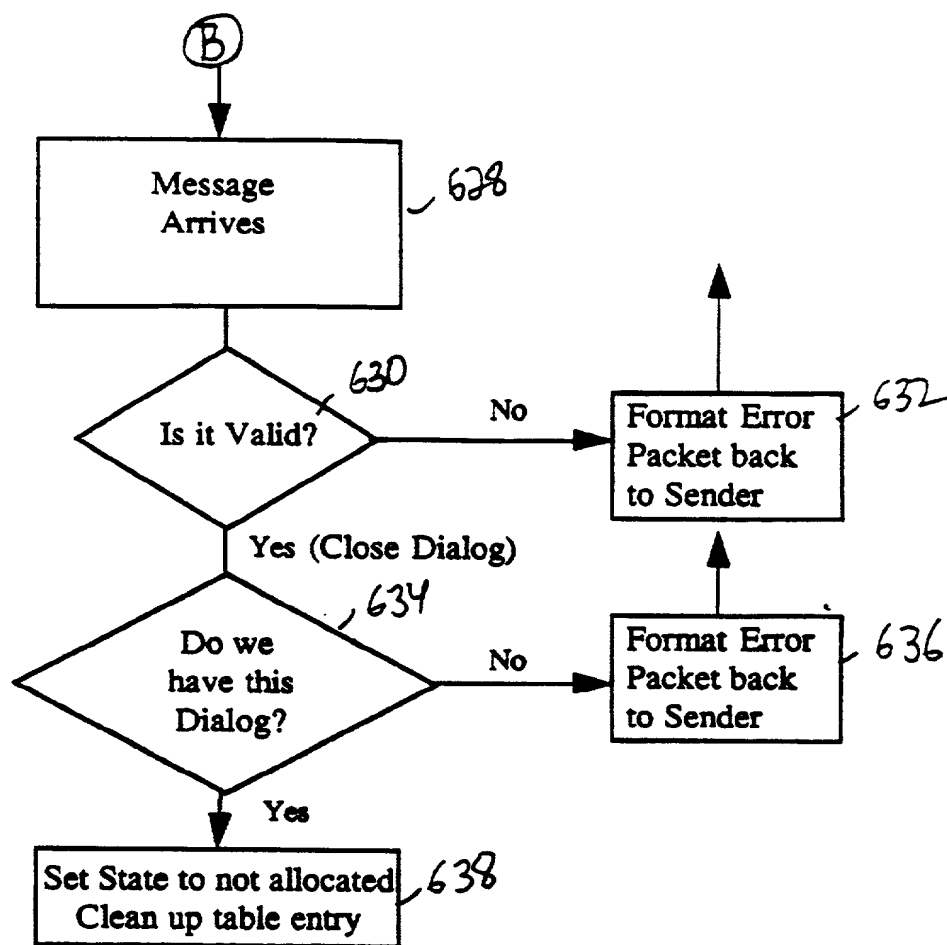 B
Message
Arrives
628
630
Is it Valid?
No
Format Error
Packet back
to Sender
632
Yes (Close Dialog)
634
Do we
have this
Dialog?
No
Format Error
Packet back
to Sender
636
Yes
Set State to not allocated
Clean up table entry
638